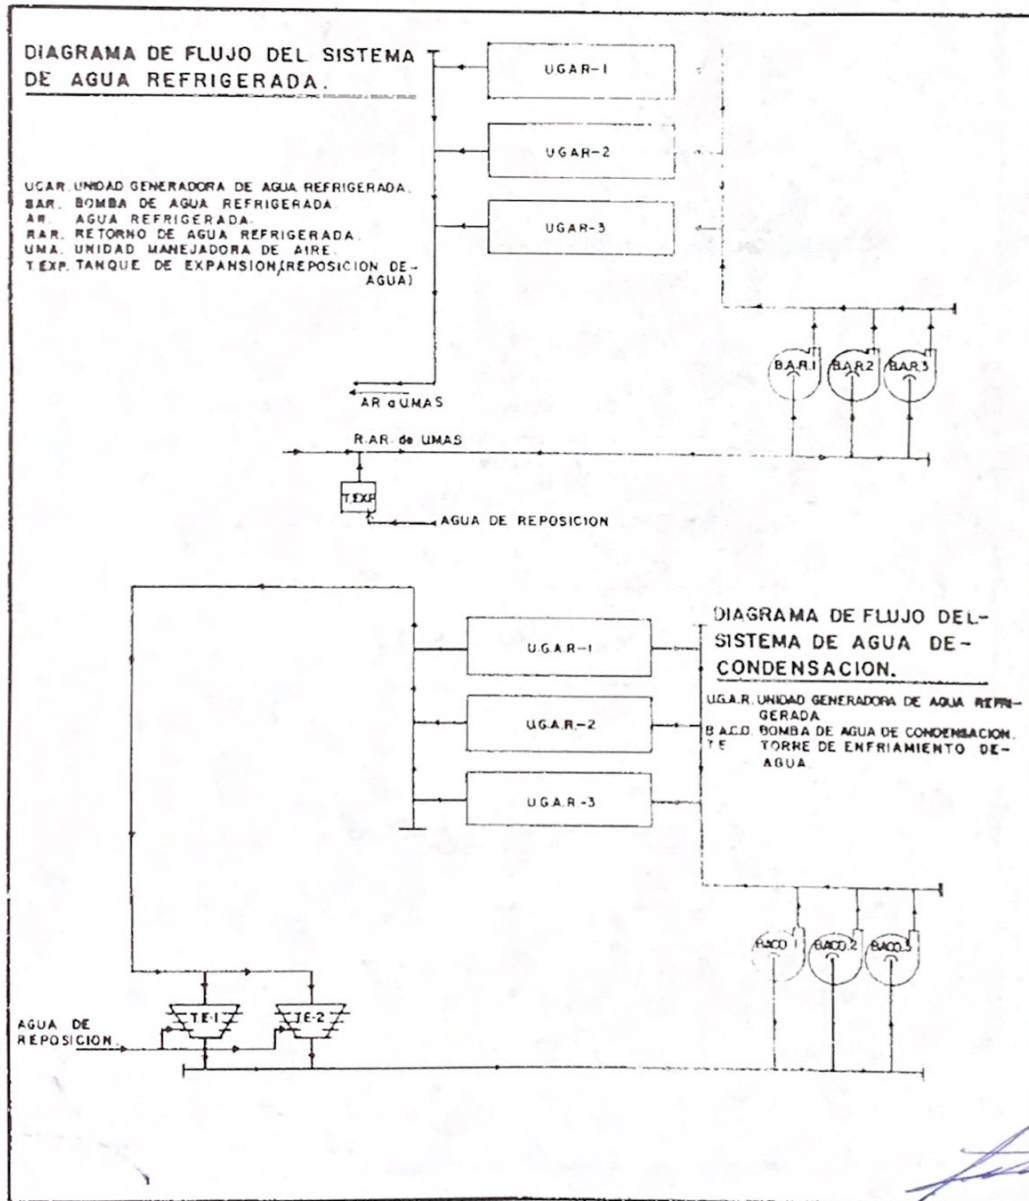 DIAGRAMA DE FLUJO DEL SISTEMA
DE AGUA REFRIGERADA.
UGAR. UNIDAD GENERADORA DE AGUA REFRIGERADA.
BAR. BOMBA DE AGUA REFRIGERADA.
AR. AGUA REFRIGERADA.
RAR. RETORNO DE AGUA REFRIGERADA.
UMA. UNIDAD MANEJADORA DE AIRE.
T.EXP. TANQUE DE EXPANSION(REPOSICION DE-
AGUA)
UGAR-1
UGAR-2
UGAR-3
B.A.R.1
B.A.R.2
B.A.R.3
AR a UMAS
R.AR. de UMAS
T.EXP.
AGUA DE REPOSICION
DIAGRAMA DE FLUJO DEL-
SISTEMA DE AGUA DE-
CONDENSACION.
U.G.A.R. UNIDAD GENERADORA DE AGUA REFRI-
GERADA
B.A.C.O. BOMBA DE AGUA DE CONDENSACION.
T.E. TORRE DE ENFRIAMIENTO DE-
AGUA
U.G.A.R-1
U.G.A.R.-2
U.G.A.R-3
BACO.1
BACO.2
BACO.3
T.E-1
T.E-2
AGUA DE
REPOSICION.